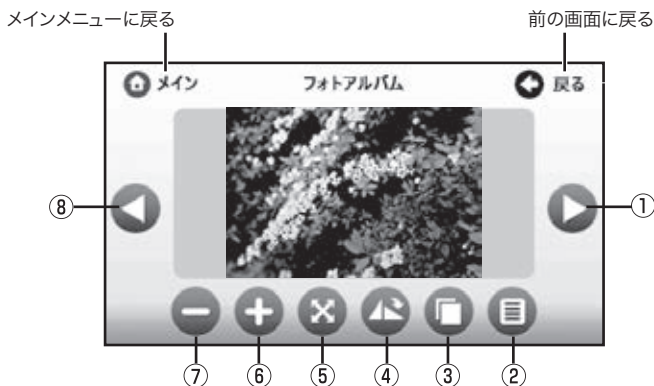 メインメニューに戻る
前の画面に戻る
メイン
フォトアルバム
戻る
⑧
①
⑦
⑥
⑤
④
③
②